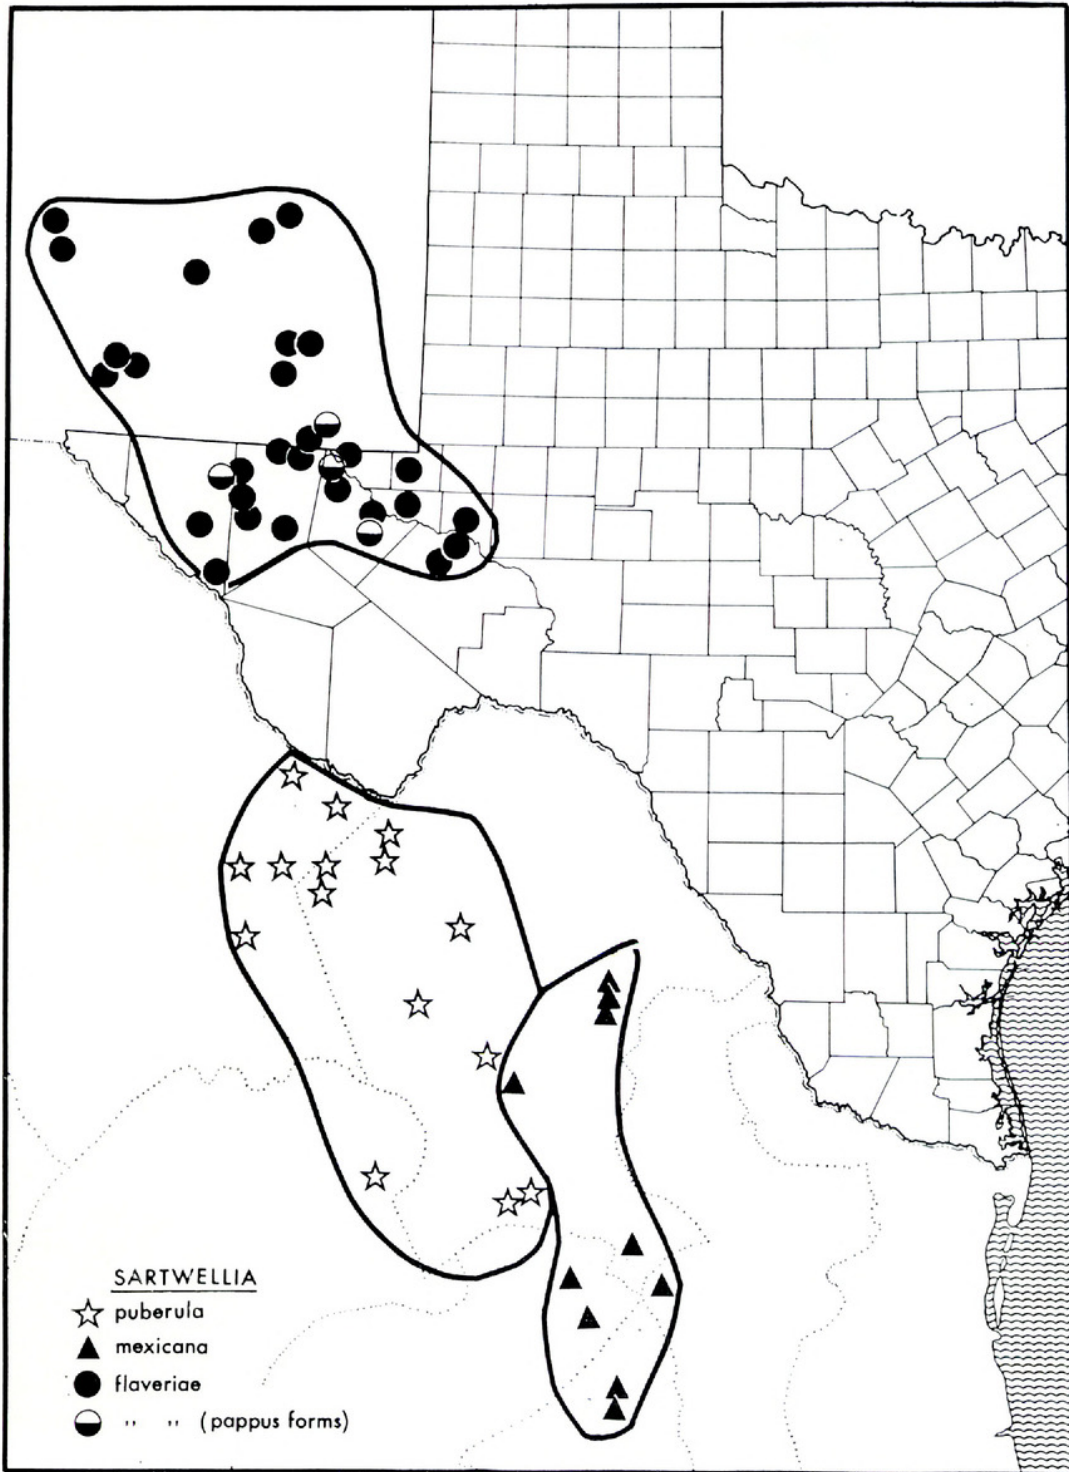 SARTWELLIA
puberula
mexicana
flaveriae
" " (pappus forms)